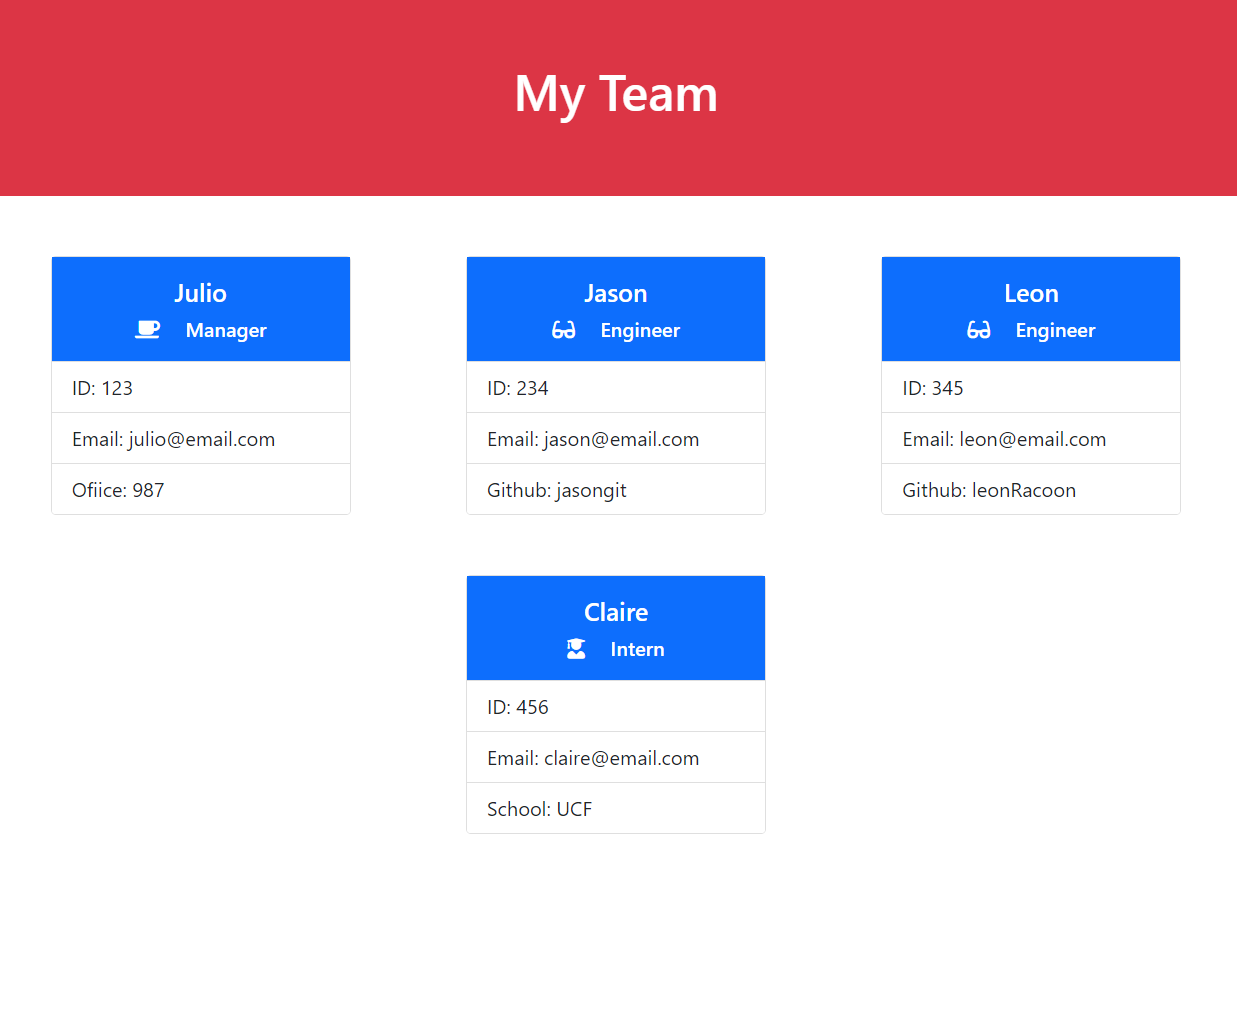 My Team
Julio
Manager
ID: 123
Email: julio@email.com
Ofiice: 987
Jason
Engineer
ID: 234
Email: jason@email.com
Github: jasongit
Leon
Engineer
ID: 345
Email: leon@email.com
Github: leonRacoon
Claire
Intern
ID: 456
Email: claire@email.com
School: UCF